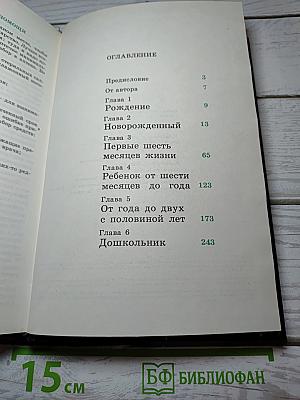 ОГЛАВЛЕНИЕ
Предисловие 3
От автора 7
Глава 1
Рождение 9
Глава 2
Новорожденный 13
Глава 3
Первые шесть
месяцев жизни 65
Глава 4
Ребенок от шести
месяцев до года 123
Глава 5
От года до двух
с половиной лет 173
Глава 6
Дошкольник 243
15 см
БФ БИБЛИОФАН